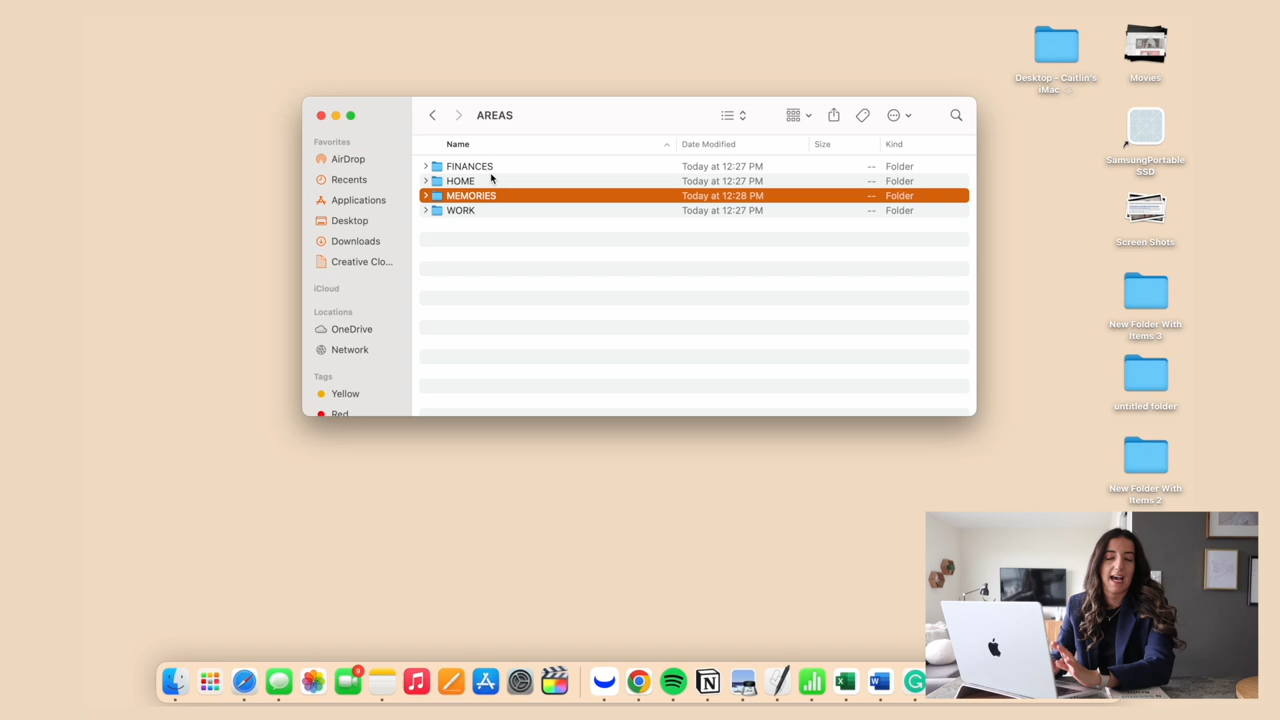 AREAS
Name
Date Modified
Size
Kind
FINANCES
Today at 12:27 PM
--
Folder
HOME
Today at 12:27 PM
--
Folder
MEMORIES
Today at 12:28 PM
--
Folder
WORK
Today at 12:27 PM
--
Folder
Favorites
AirDrop
Recents
Applications
Desktop
Downloads
Creative Clo...
iCloud
Locations
OneDrive
Network
Tags
Yellow
Red
Desktop - Caitlin's
iMac
Movies
SamsungPortable
SSD
Screen Shots
New Folder With
Items 3
untitled folder
New Folder With
Items 2
9